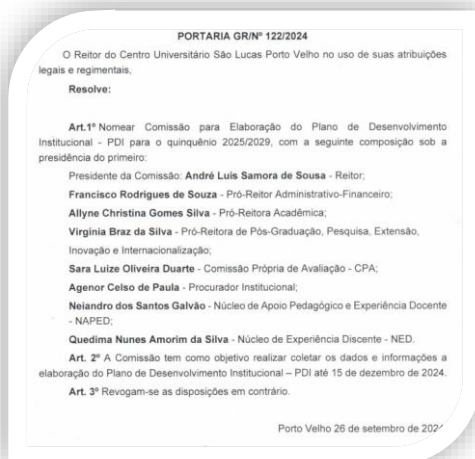 PORTARIA GR/Nº 122/2024
O Reitor do Centro Universitário São Lucas Porto Velho no uso de suas atribuições
legais e regimentais,
Resolve:
Art.1º Nomear Comissão para Elaboração do Plano de Desenvolvimento
Institucional - PDI para o quinquênio 2025/2029, com a seguinte composição sob a
presidência do primeiro:
Presidente da Comissão: André Luis Samora de Sousa - Reitor;
Francisco Rodrigues de Souza - Pró-Reitor Administrativo-Financeiro;
Allyne Christina Gomes Silva - Pró-Reitora Acadêmica;
Virginia Braz da Silva - Pró-Reitora de Pós-Graduação, Pesquisa, Extensão,
Inovação e Internacionalização;
Sara Luize Oliveira Duarte - Comissão Própria de Avaliação - CPA;
Agenor Celso de Paula - Procurador Institucional;
Neiandro dos Santos Galvão - Núcleo de Apoio Pedagógico e Experiência Docente
- NAPED;
Quedima Nunes Amorim da Silva - Núcleo de Experiência Discente - NED.
Art. 2º A Comissão tem como objetivo realizar coletar os dados e informações a
elaboração do Plano de Desenvolvimento Institucional – PDI até 15 de dezembro de 2024.
Art. 3º Revogam-se as disposições em contrário.
Porto Velho 26 de setembro de 2024